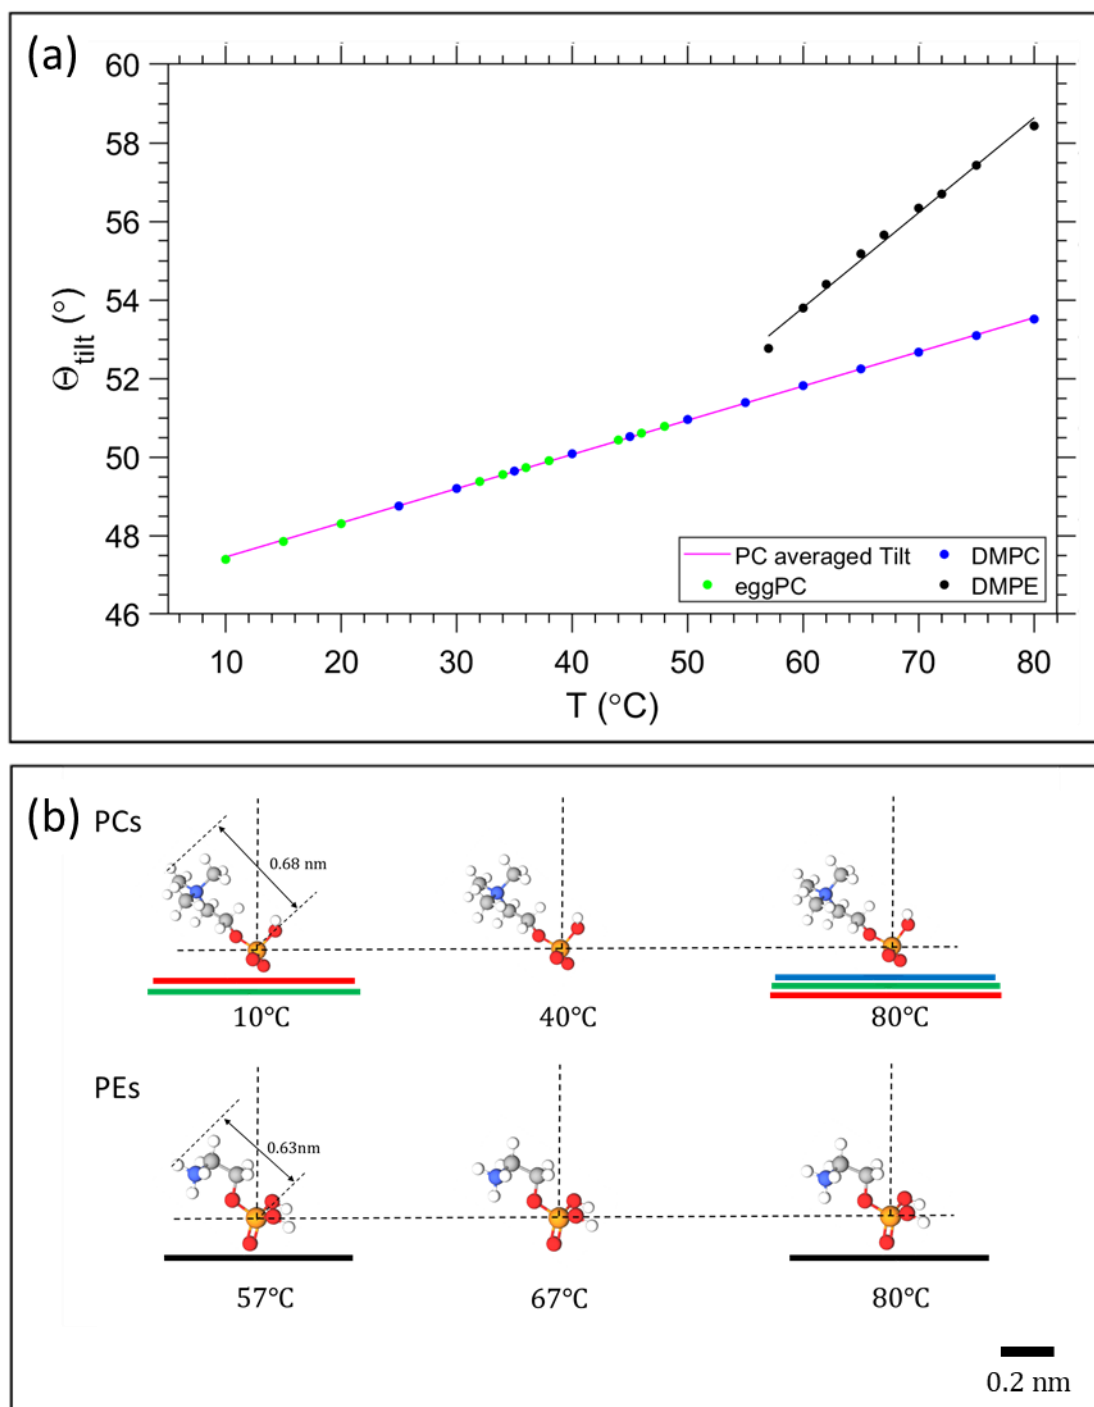 (a)
60
58
56
54
52
50
48
46
Θtilt (°)
PC averaged Tilt
eggPC
DMPC
DMPE
10 20 30 40 50 60 70 80
T (°C)
(b)
PCs
0.68 nm
10°C 40°C 80°C
PEs
0.63nm
57°C 67°C 80°C
0.2 nm